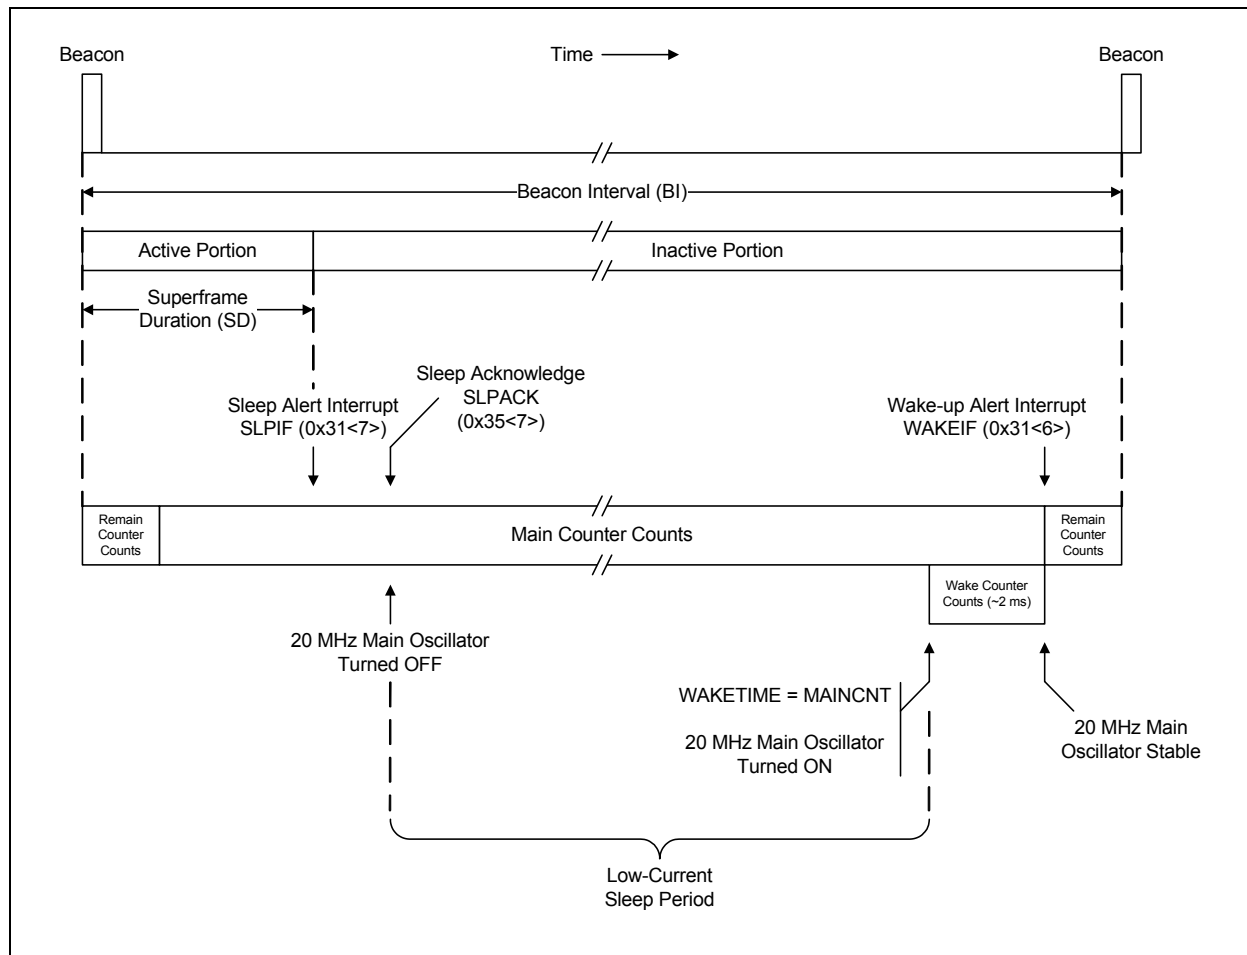 Beacon
Time
Beacon
Beacon Interval (BI)
Active Portion
Inactive Portion
Superframe
Duration (SD)
Sleep Acknowledge
SLPACK
(0x35<7>)
Sleep Alert Interrupt
SLPIF (0x31<7>)
Wake-up Alert Interrupt
WAKEIF (0x31<6>)
Remain
Counter
Counts
Main Counter Counts
Remain
Counter
Counts
Wake Counter
Counts (~2 ms)
20 MHz Main Oscillator
Turned OFF
WAKETIME = MAINCNT
20 MHz Main Oscillator
Turned ON
20 MHz Main
Oscillator Stable
Low-Current
Sleep Period